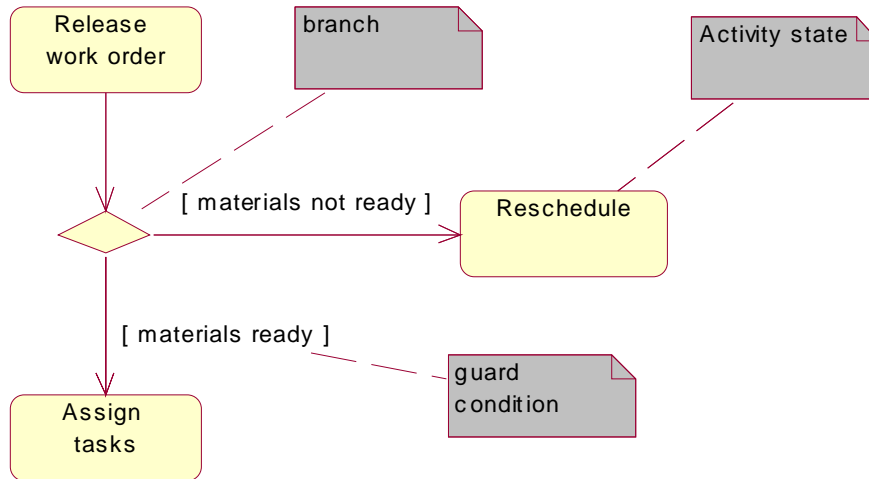 Release
work order
branch
Activity state
[ materials not ready ]
Reschedule
[ materials ready ]
guard
condition
Assign
tasks